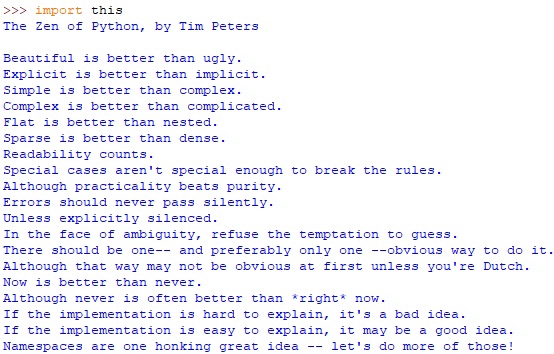 >>> import this
The Zen of Python, by Tim Peters

Beautiful is better than ugly.
Explicit is better than implicit.
Simple is better than complex.
Complex is better than complicated.
Flat is better than nested.
Sparse is better than dense.
Readability counts.
Special cases aren't special enough to break the rules.
Although practicality beats purity.
Errors should never pass silently.
Unless explicitly silenced.
In the face of ambiguity, refuse the temptation to guess.
There should be one-- and preferably only one --obvious way to do it.
Although that way may not be obvious at first unless you're Dutch.
Now is better than never.
Although never is often better than *right* now.
If the implementation is hard to explain, it's a bad idea.
If the implementation is easy to explain, it may be a good idea.
Namespaces are one honking great idea -- let's do more of those!